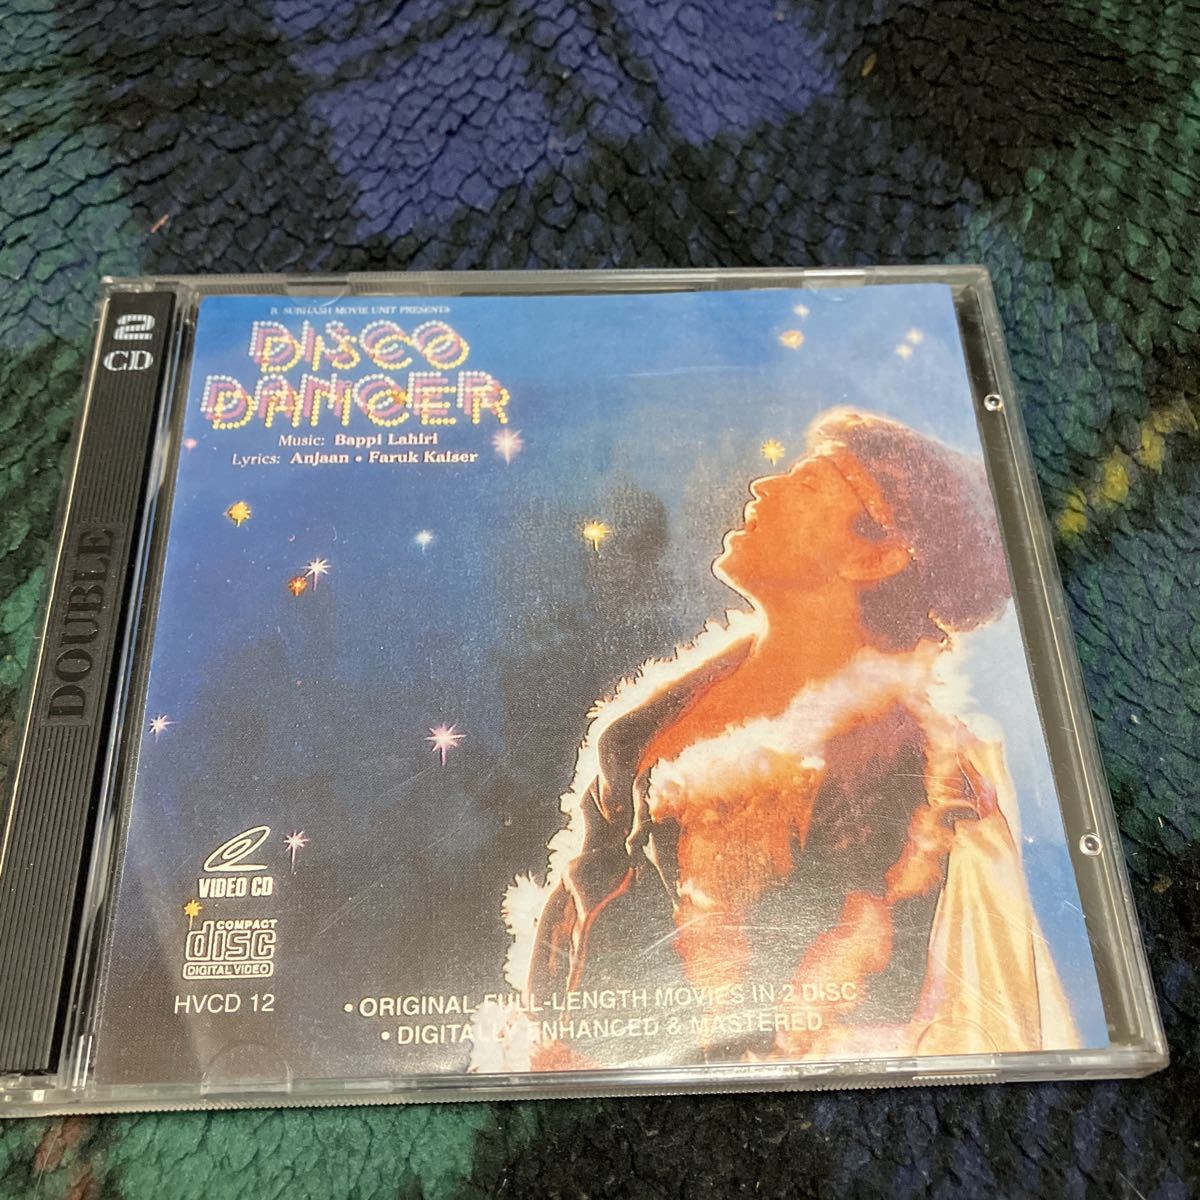 2
CD
DOUBLE
B. SUBHASH MOVIE UNIT PRESENTS
DISCO
DANCER
Music: Bappi Lahiri
Lyrics: Anjaan • Faruk Kaiser
VIDEO CD
COMPACT
disc
DIGITAL VIDEO
HVCD 12
• ORIGINAL FULL-LENGTH MOVIES IN 2 DISC
• DIGITALLY ENHANCED & MASTERED